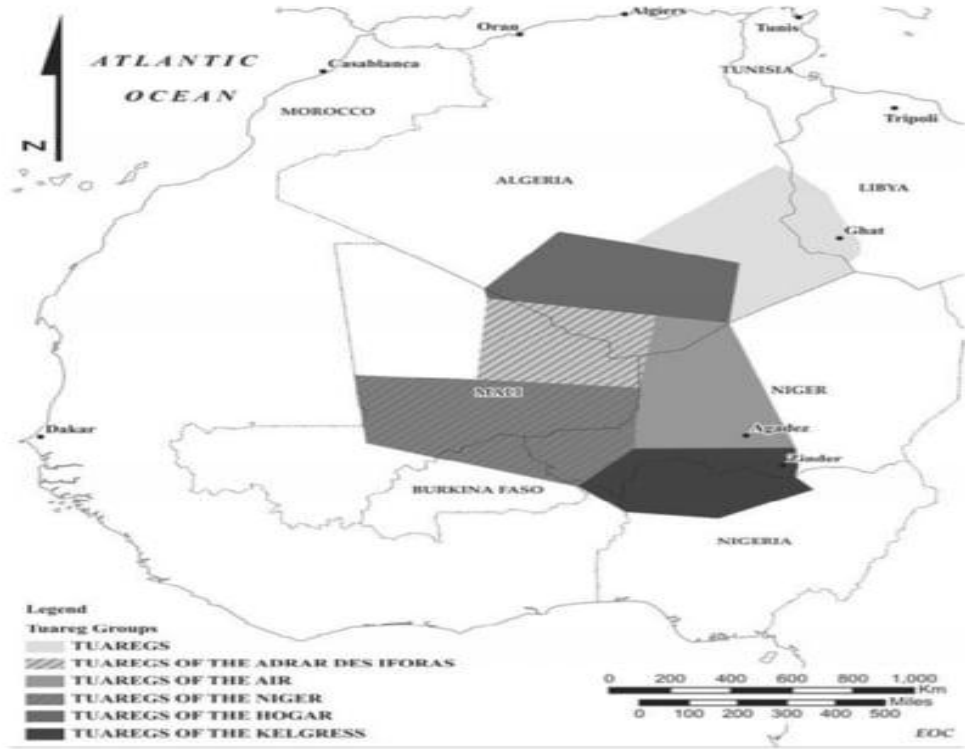 Algiers
Oran
Tunis
ATLANTIC
OCEAN
Casablanca
TUNISIA
MOROCCO
Tripoli
N
ALGERIA
LIBYA
Ghat
MALI
NIGER
Dakar
Agadez
Zinder
BURKINA FASO
NIGERIA
Legend
Tuareg Groups
TUAREGS
TUAREGS OF THE ADRAR DES IFORAS
TUAREGS OF THE AIR
TUAREGS OF THE NIGER
TUAREGS OF THE HOGAR
TUAREGS OF THE KELGRESS
0 200 400 600 800 1,000
Km
Miles
0 100 200 300 400 500
EOC